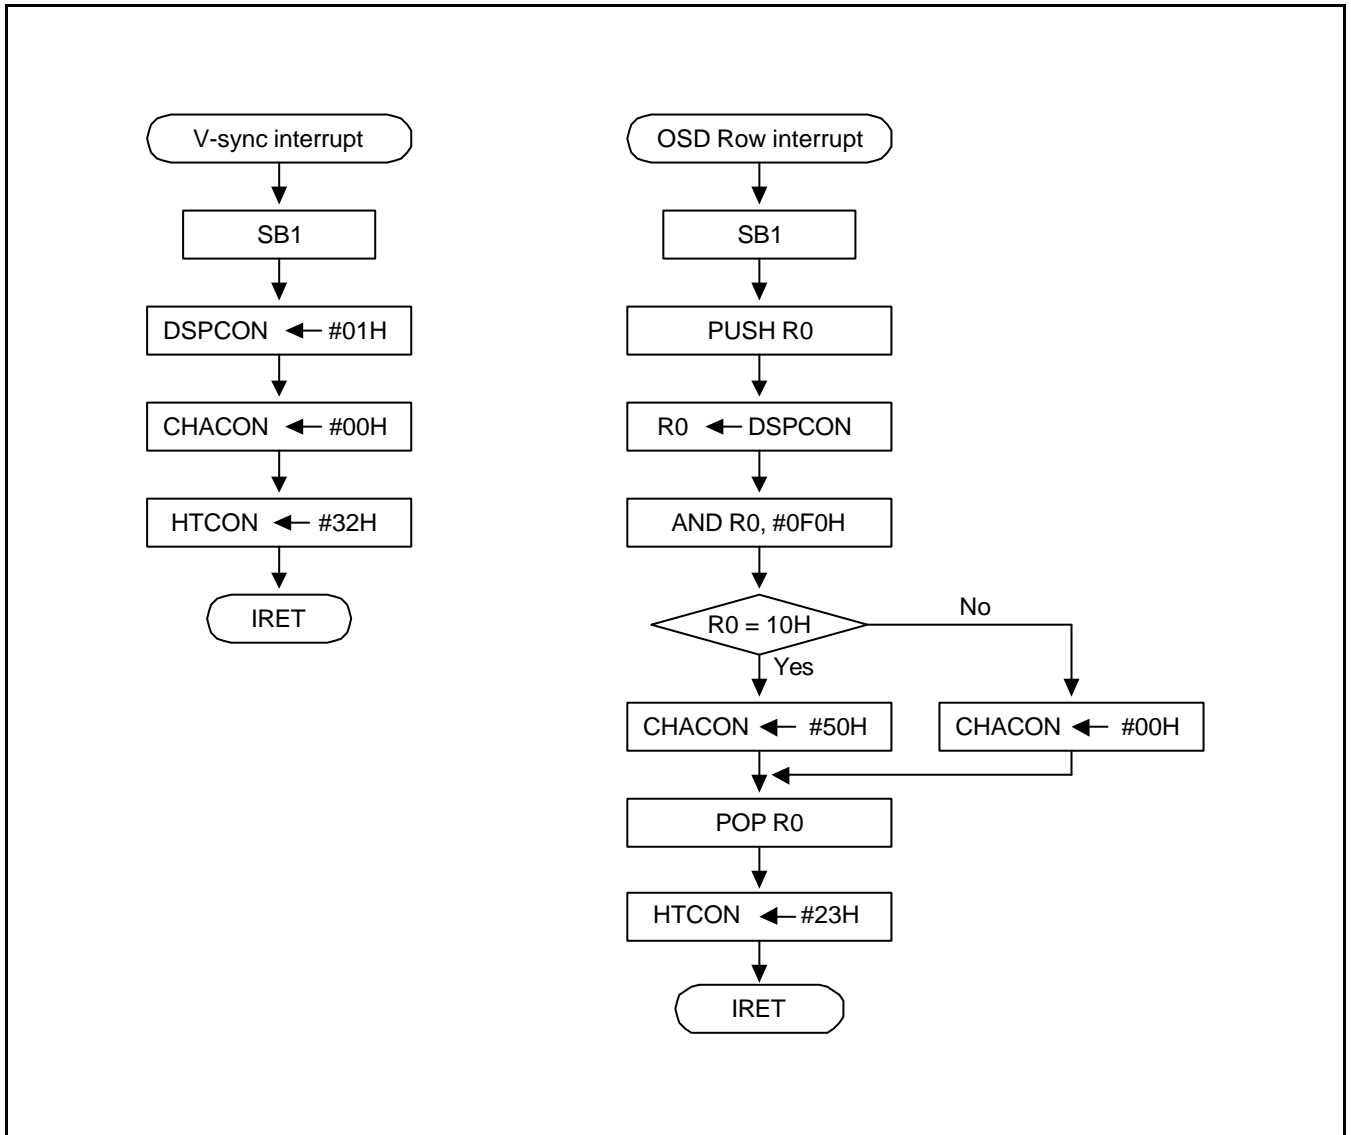 V-sync interrupt
SB1
DSPCON ← #01H
CHACON ← #00H
HTCON ← #32H
IRET
OSD Row interrupt
SB1
PUSH R0
R0 ← DSPCON
AND R0, #0F0H
R0 = 10H
No
Yes
CHACON ← #50H
CHACON ← #00H
POP R0
HTCON ← #23H
IRET